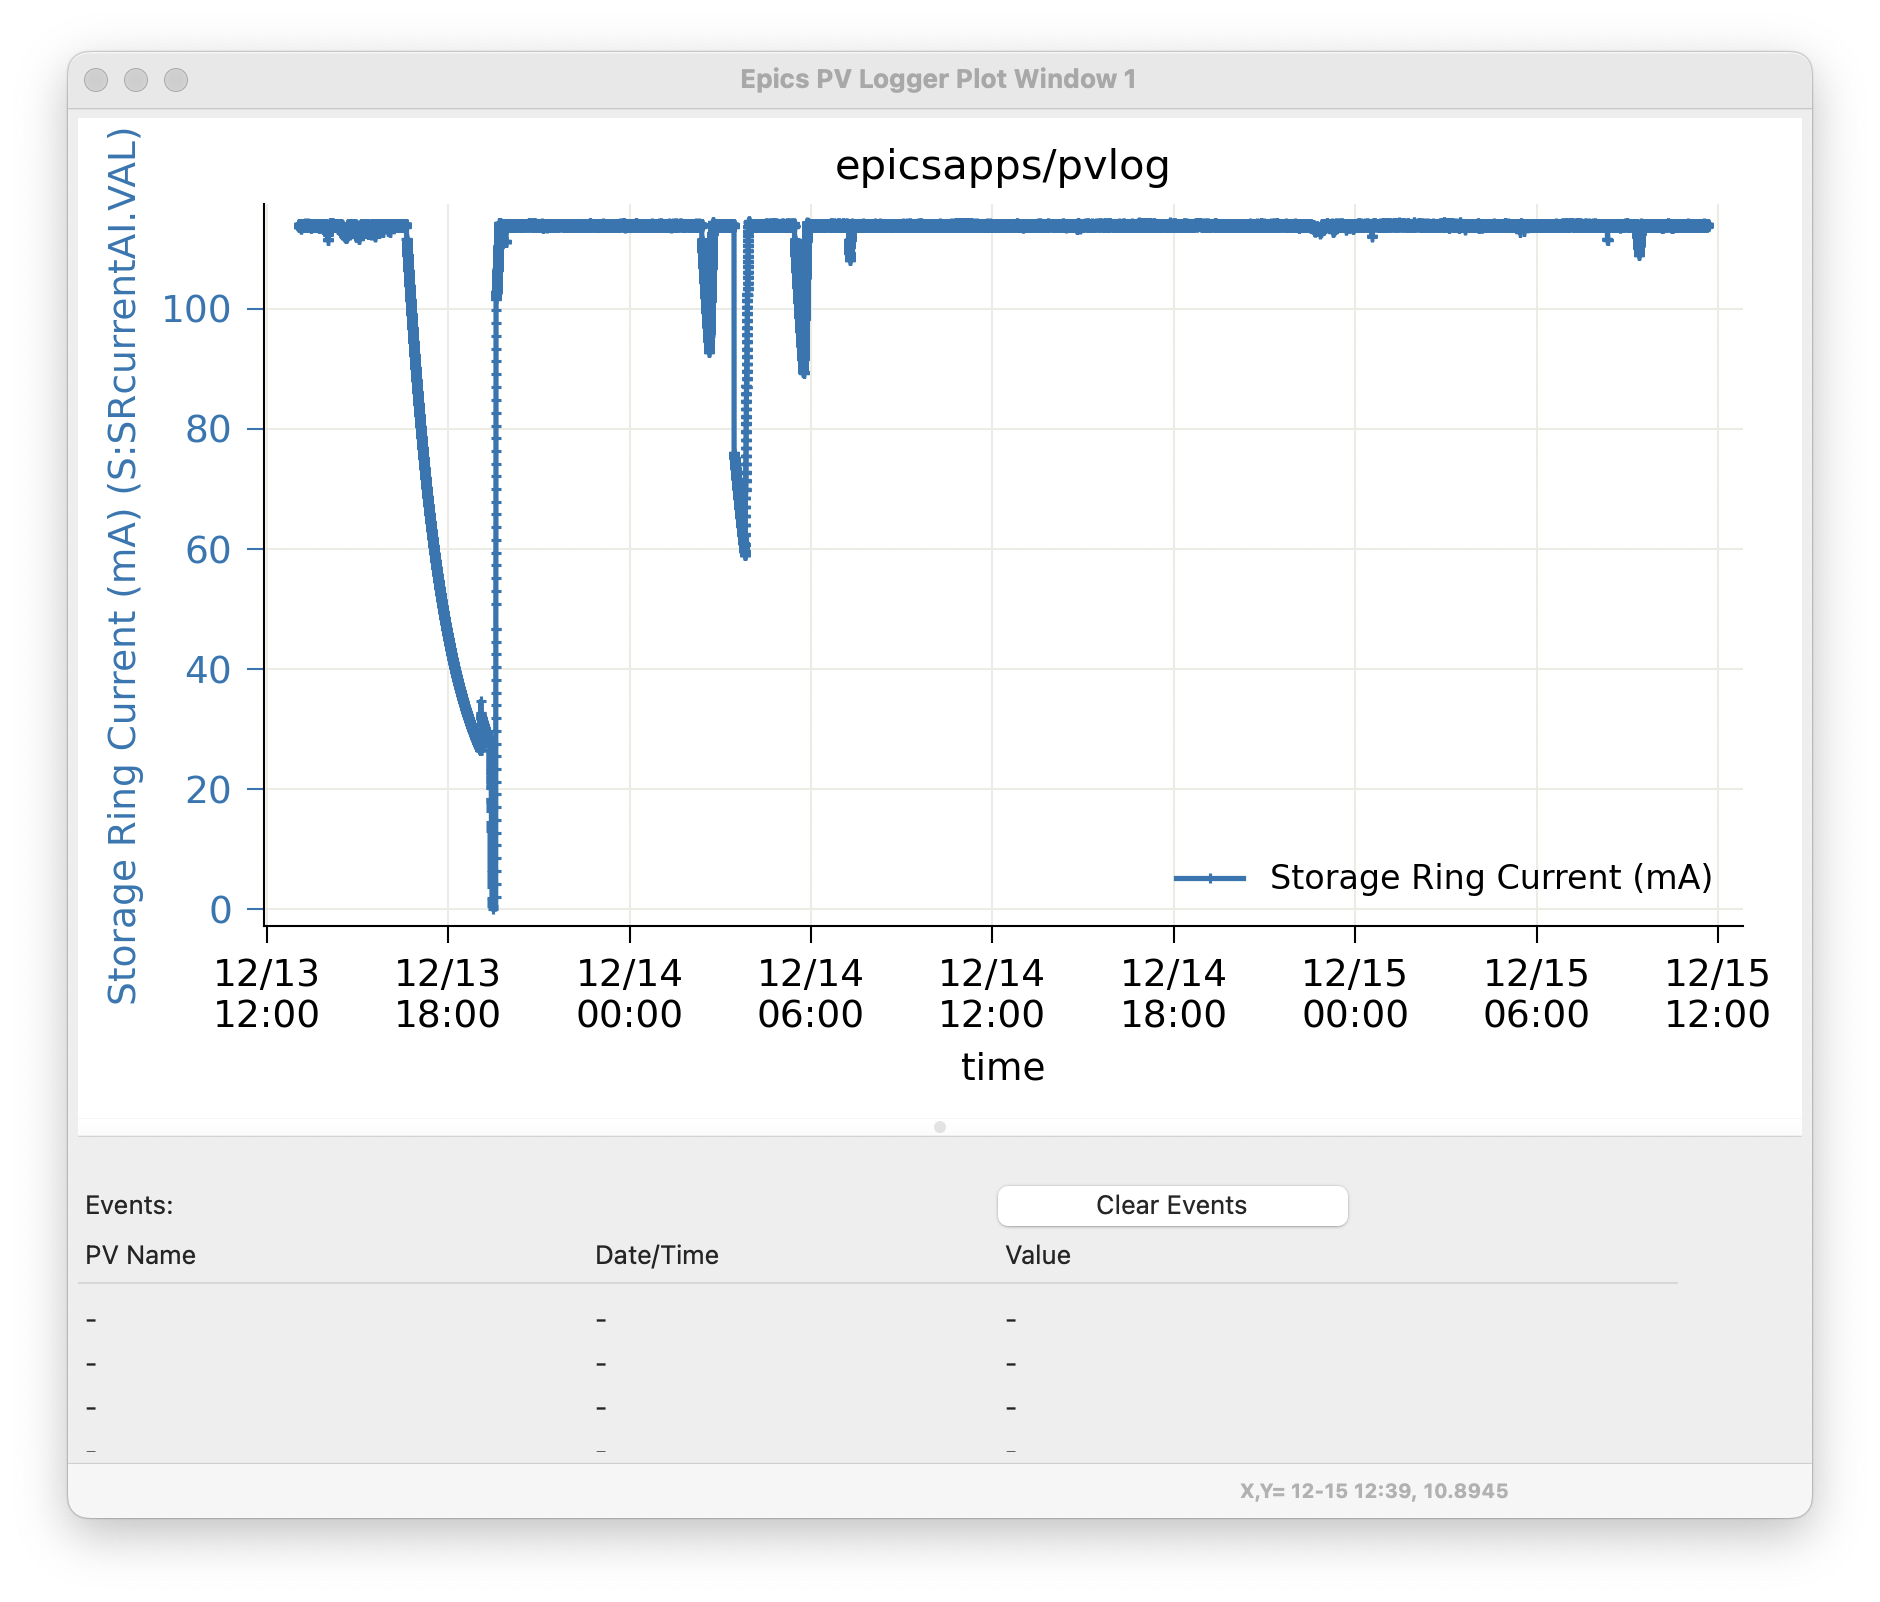 Epics PV Logger Plot Window 1
epicsapps/pvlog
Storage Ring Current (mA) (S:SRcurrentAI.VAL)
100
80
60
40
20
0
Storage Ring Current (mA)
12/13 12/13 12/14 12/14 12/14 12/14 12/15 12/15 12/15
12:00 18:00 00:00 06:00 12:00 18:00 00:00 06:00 12:00
time
Events: Clear Events
PV Name Date/Time Value
- - -
- - -
- - -
- - -
X,Y= 12-15 12:39, 10.8945